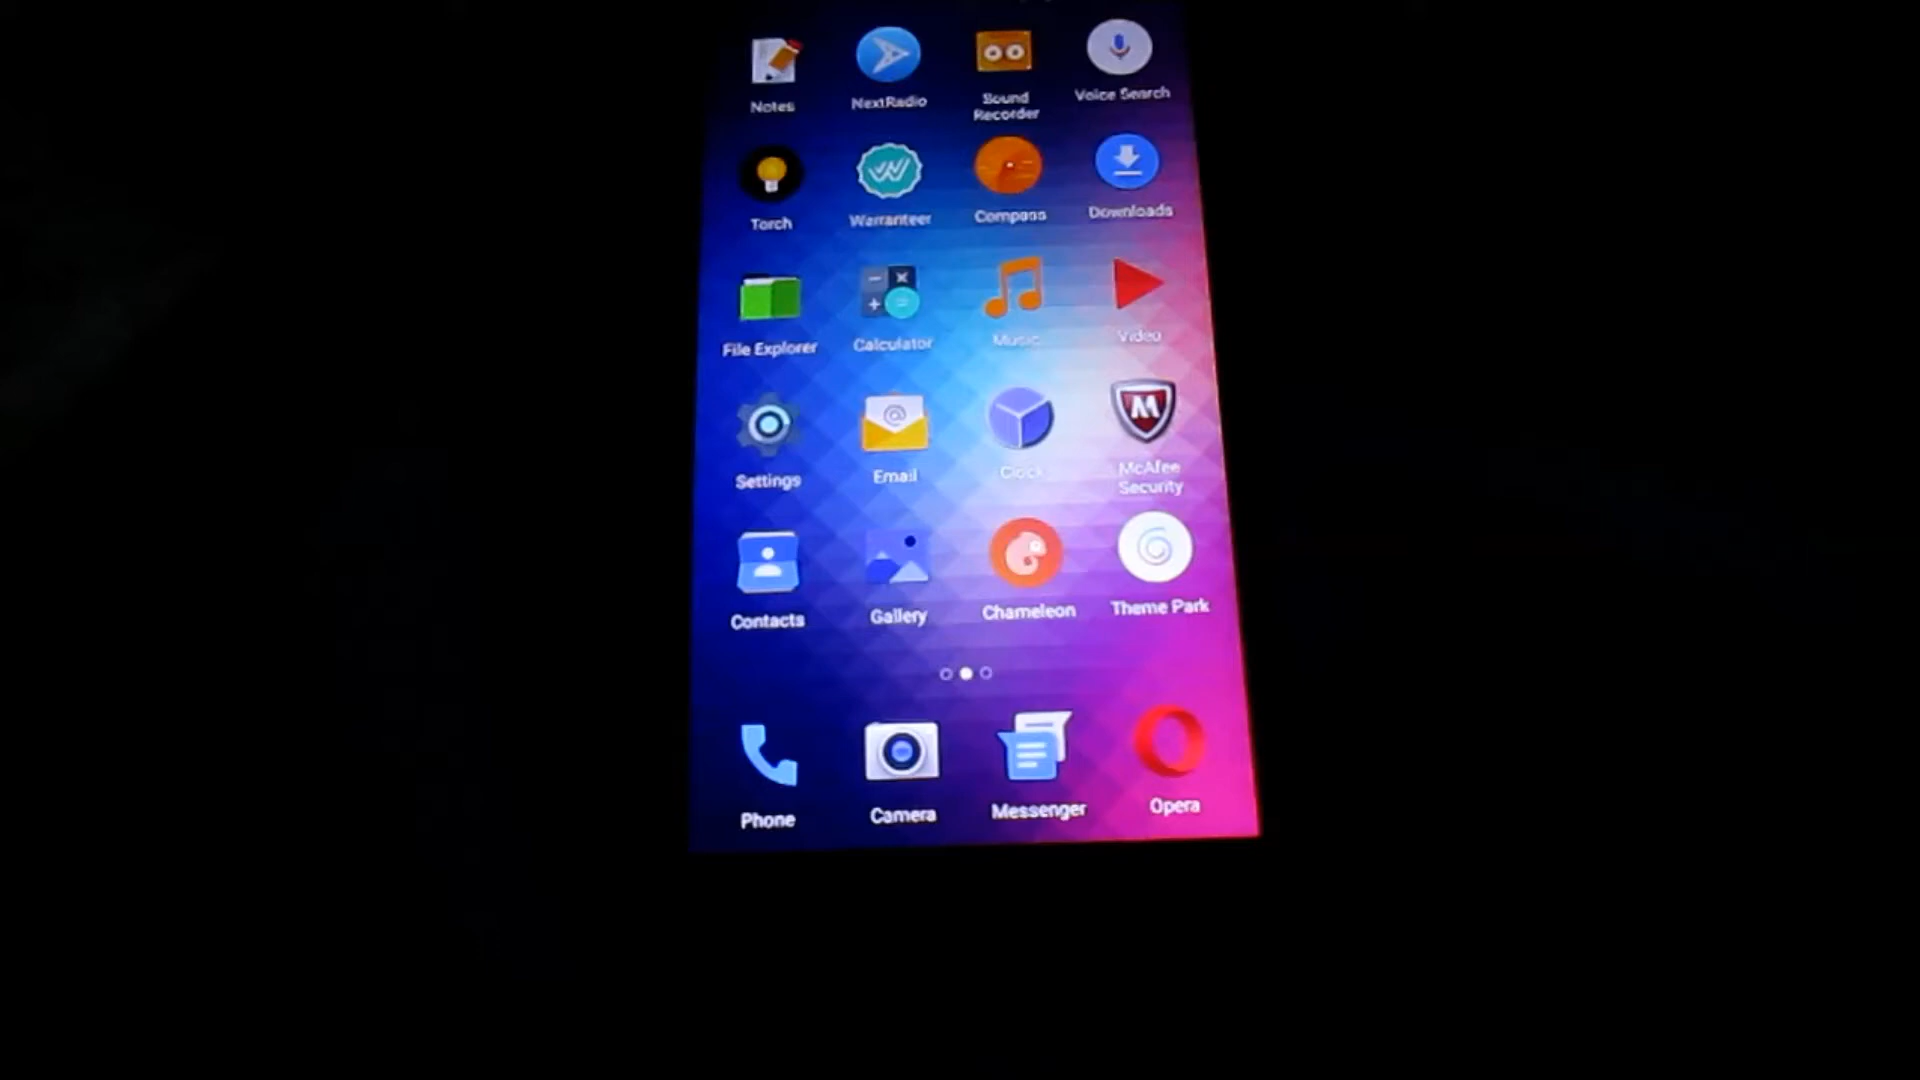 Notes
NextRadio
Sound
Recorder
Voice Search
Torch
Warranteer
Compass
Downloads
File Explorer
Calculator
Music
Video
Settings
Email
Clock
McAfee
Security
Contacts
Gallery
Chameleon
Theme Park
Phone
Camera
Messenger
Opera